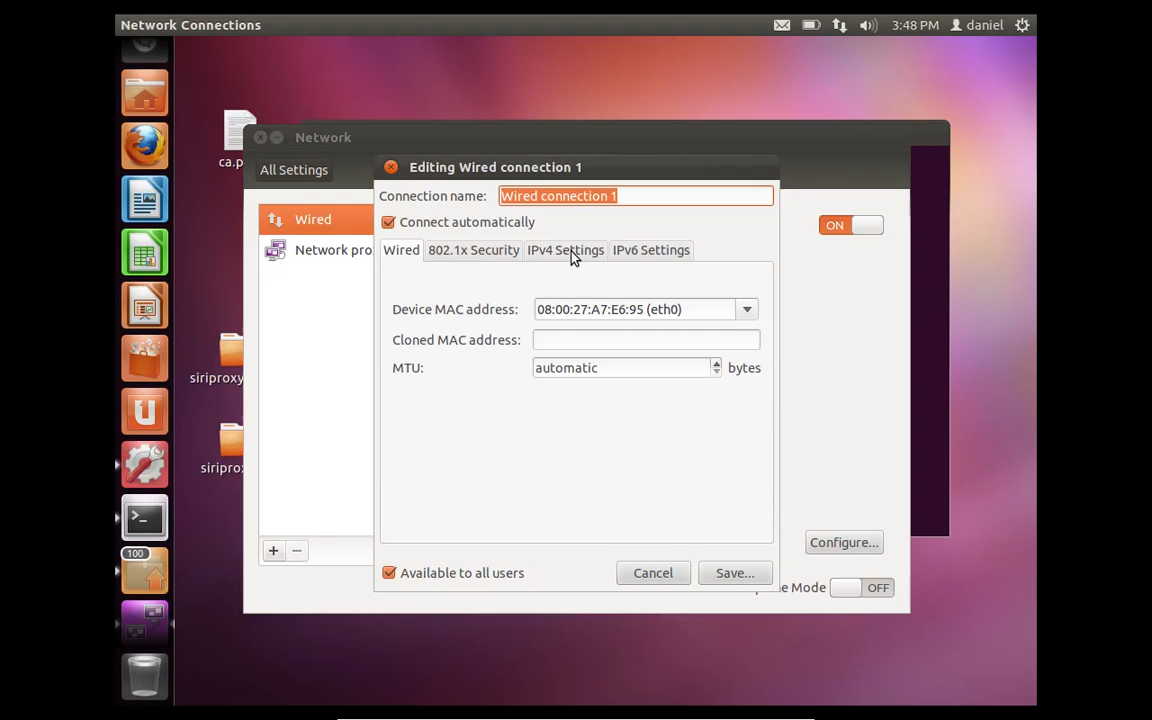 Network Connections
3:48 PM
daniel
ca.p
Network
All Settings
Editing Wired connection 1
Connection name: Wired connection 1
Connect automatically
Wired
ON
Network pro
Wired 802.1x Security IPv4 Settings IPv6 Settings
Device MAC address: 08:00:27:A7:E6:95 (eth0)
Cloned MAC address:
MTU: automatic bytes
siriproxy
siriprox
U
>_
100
Configure...
Available to all users
Cancel
Save...
e Mode
OFF